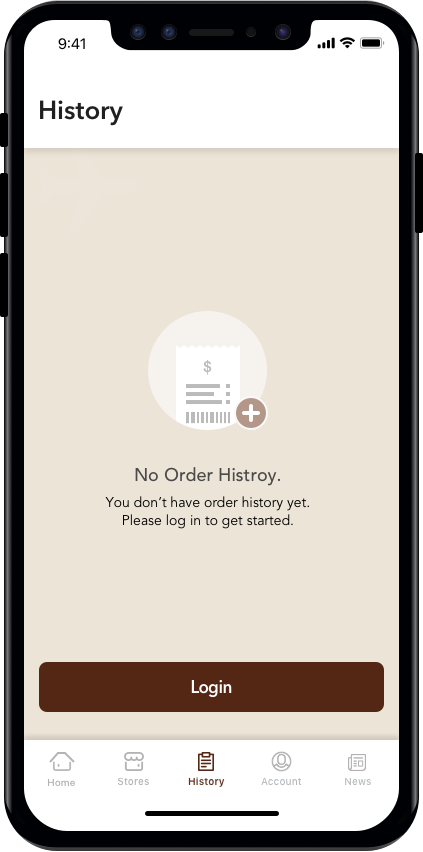 9:41
History
$
No Order Histroy.
You don't have order history yet.
Please log in to get started.
Login
Home
Stores
History
Account
News